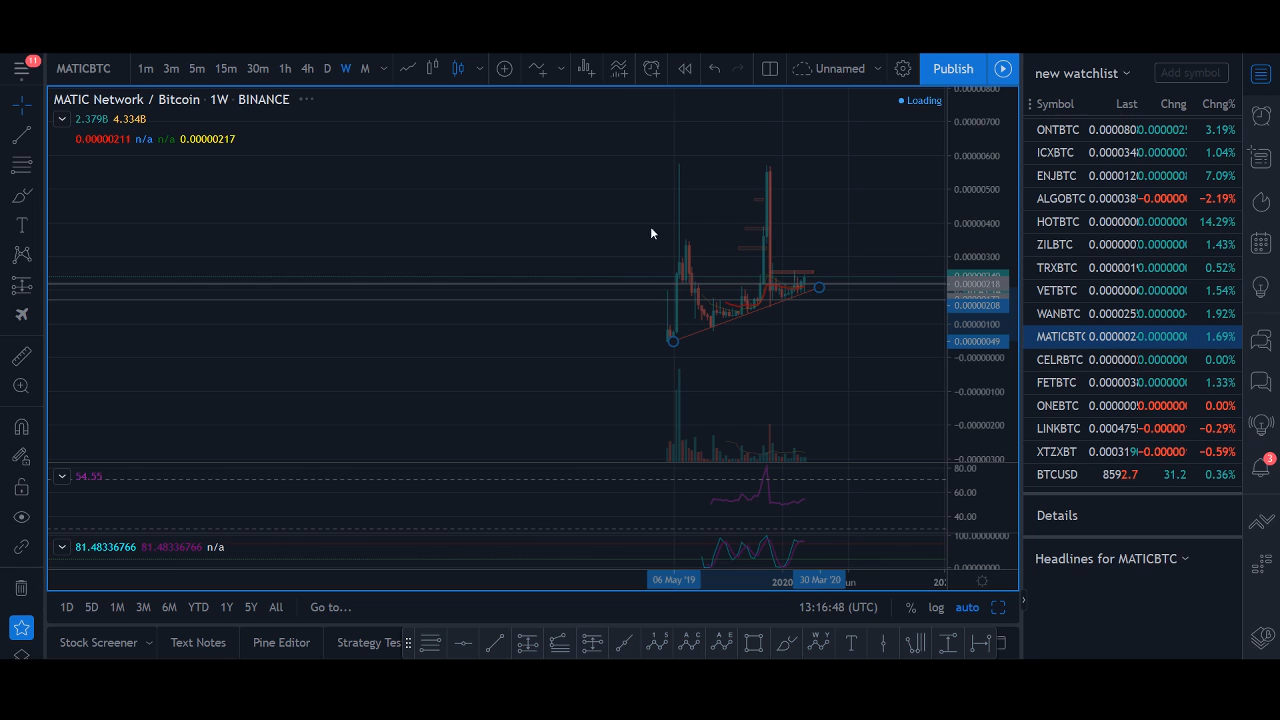 11
MATICBTC 1m 3m 5m 15m 30m 1h 4h D W M Unnamed Publish
new watchlist Add symbol
MATIC Network / Bitcoin · 1W · BINANCE
Loading
2.379B 4.334B
0.00000211 n/a n/a 0.00000217
0.00000700
0.00000600
0.00000500
0.00000400
0.00000300
0.00000218
0.00000208
0.00000100
0.00000049
−0.00000000
−0.00000100
−0.00000200
−0.00000300
54.55
80.00
60.00
40.00
81.48336766 81.48336766 n/a
100.00000000
0.00000000
06 May '19 2020 30 Mar '20
1D 5D 1M 3M 6M YTD 1Y 5Y All Go to... 13:16:48 (UTC) % log auto
Stock Screener Text Notes Pine Editor Strategy Tes
Symbol Last Chng Chng%
ONTBTC 3.19%
ICXBTC 1.04%
ENJBTC 7.09%
ALGOBTC −2.19%
HOTBTC 14.29%
ZILBTC 1.43%
TRXBTC 0.52%
VETBTC 1.54%
WANBTC 1.92%
MATICBTC 1.69%
CELRBTC 0.00%
FETBTC 1.33%
ONEBTC 0.00%
LINKBTC −0.29%
XTZXBT −0.59%
BTCUSD 8592.7 31.2 0.36%
Details
Headlines for MATICBTC
3